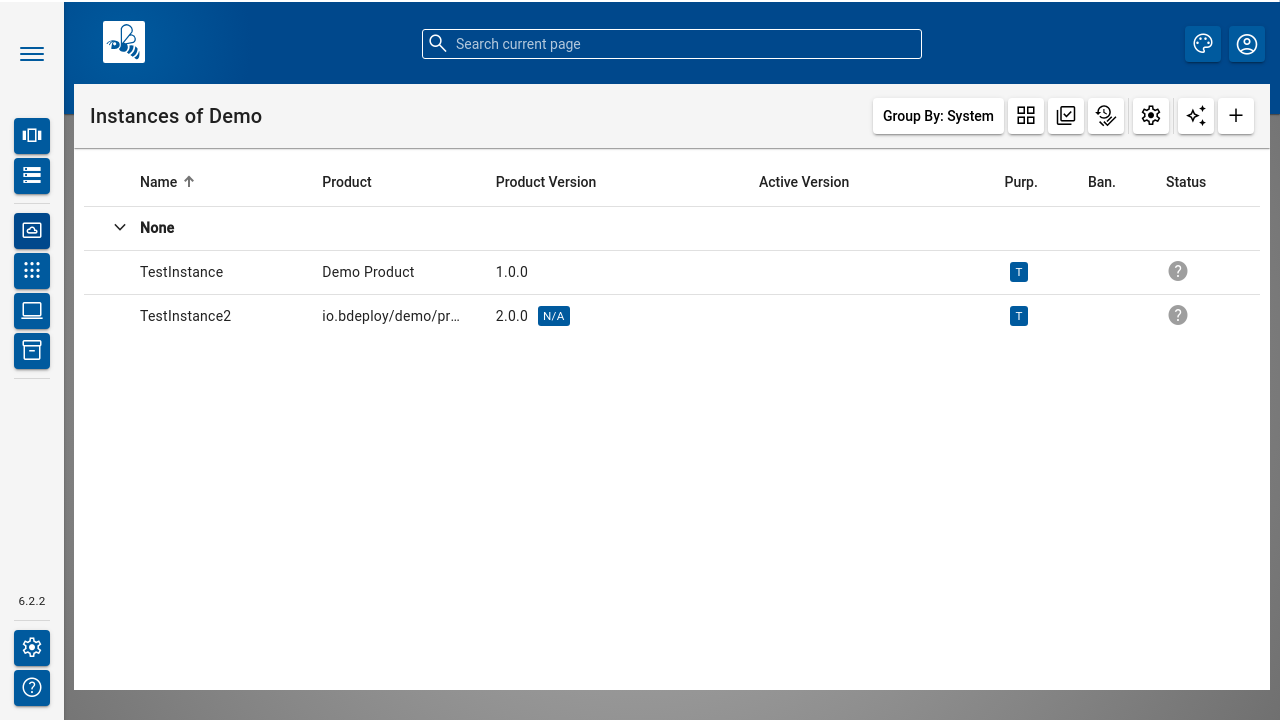 Search current page
Instances of Demo
Group By: System
Name Product Product Version Active Version Purp. Ban. Status
None
TestInstance Demo Product 1.0.0 T ?
TestInstance2 io.bdeploy/demo/pr… 2.0.0 N/A T ?
6.2.2
?